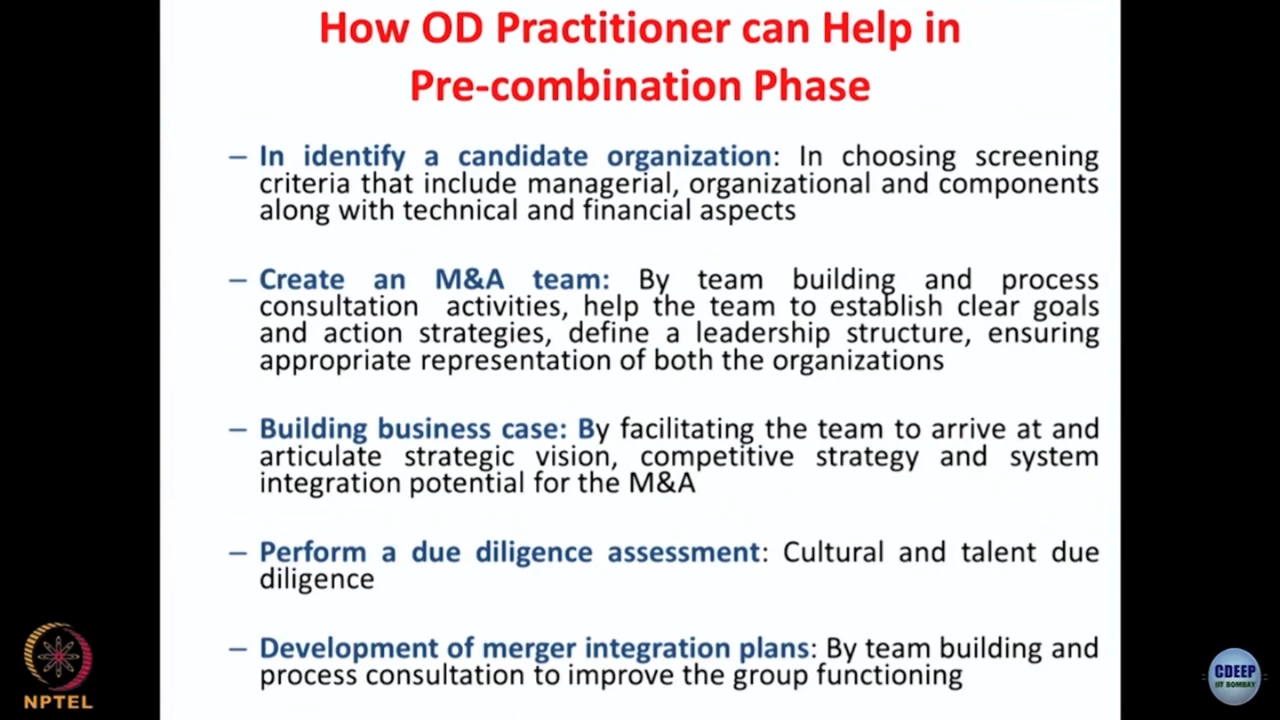 How OD Practitioner can Help in
Pre-combination Phase
– In identify a candidate organization: In choosing screening
criteria that include managerial, organizational and components
along with technical and financial aspects
– Create an M&A team: By team building and process
consultation activities, help the team to establish clear goals
and action strategies, define a leadership structure, ensuring
appropriate representation of both the organizations
– Building business case: By facilitating the team to arrive at and
articulate strategic vision, competitive strategy and system
integration potential for the M&A
– Perform a due diligence assessment: Cultural and talent due
diligence
– Development of merger integration plans: By team building and
process consultation to improve the group functioning
NPTEL
CDEEP
IIT BOMBAY